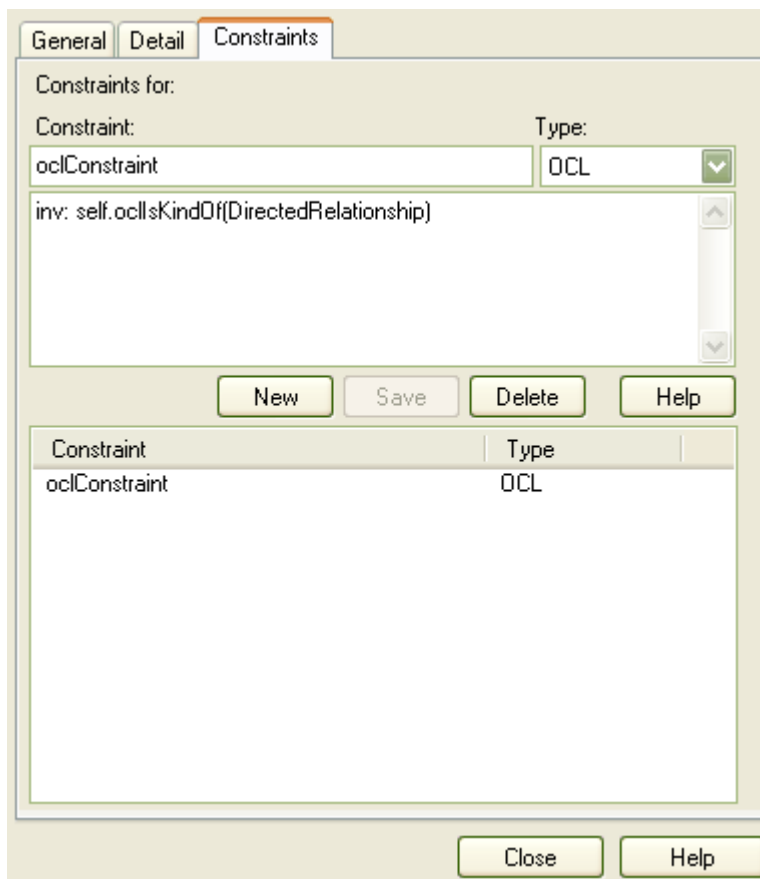 General Detail Constraints
Constraints for:
Constraint: Type:
oclConstraint OCL
inv: self.oclIsKindOf(DirectedRelationship)
New Save Delete Help
Constraint Type
oclConstraint OCL
Close Help